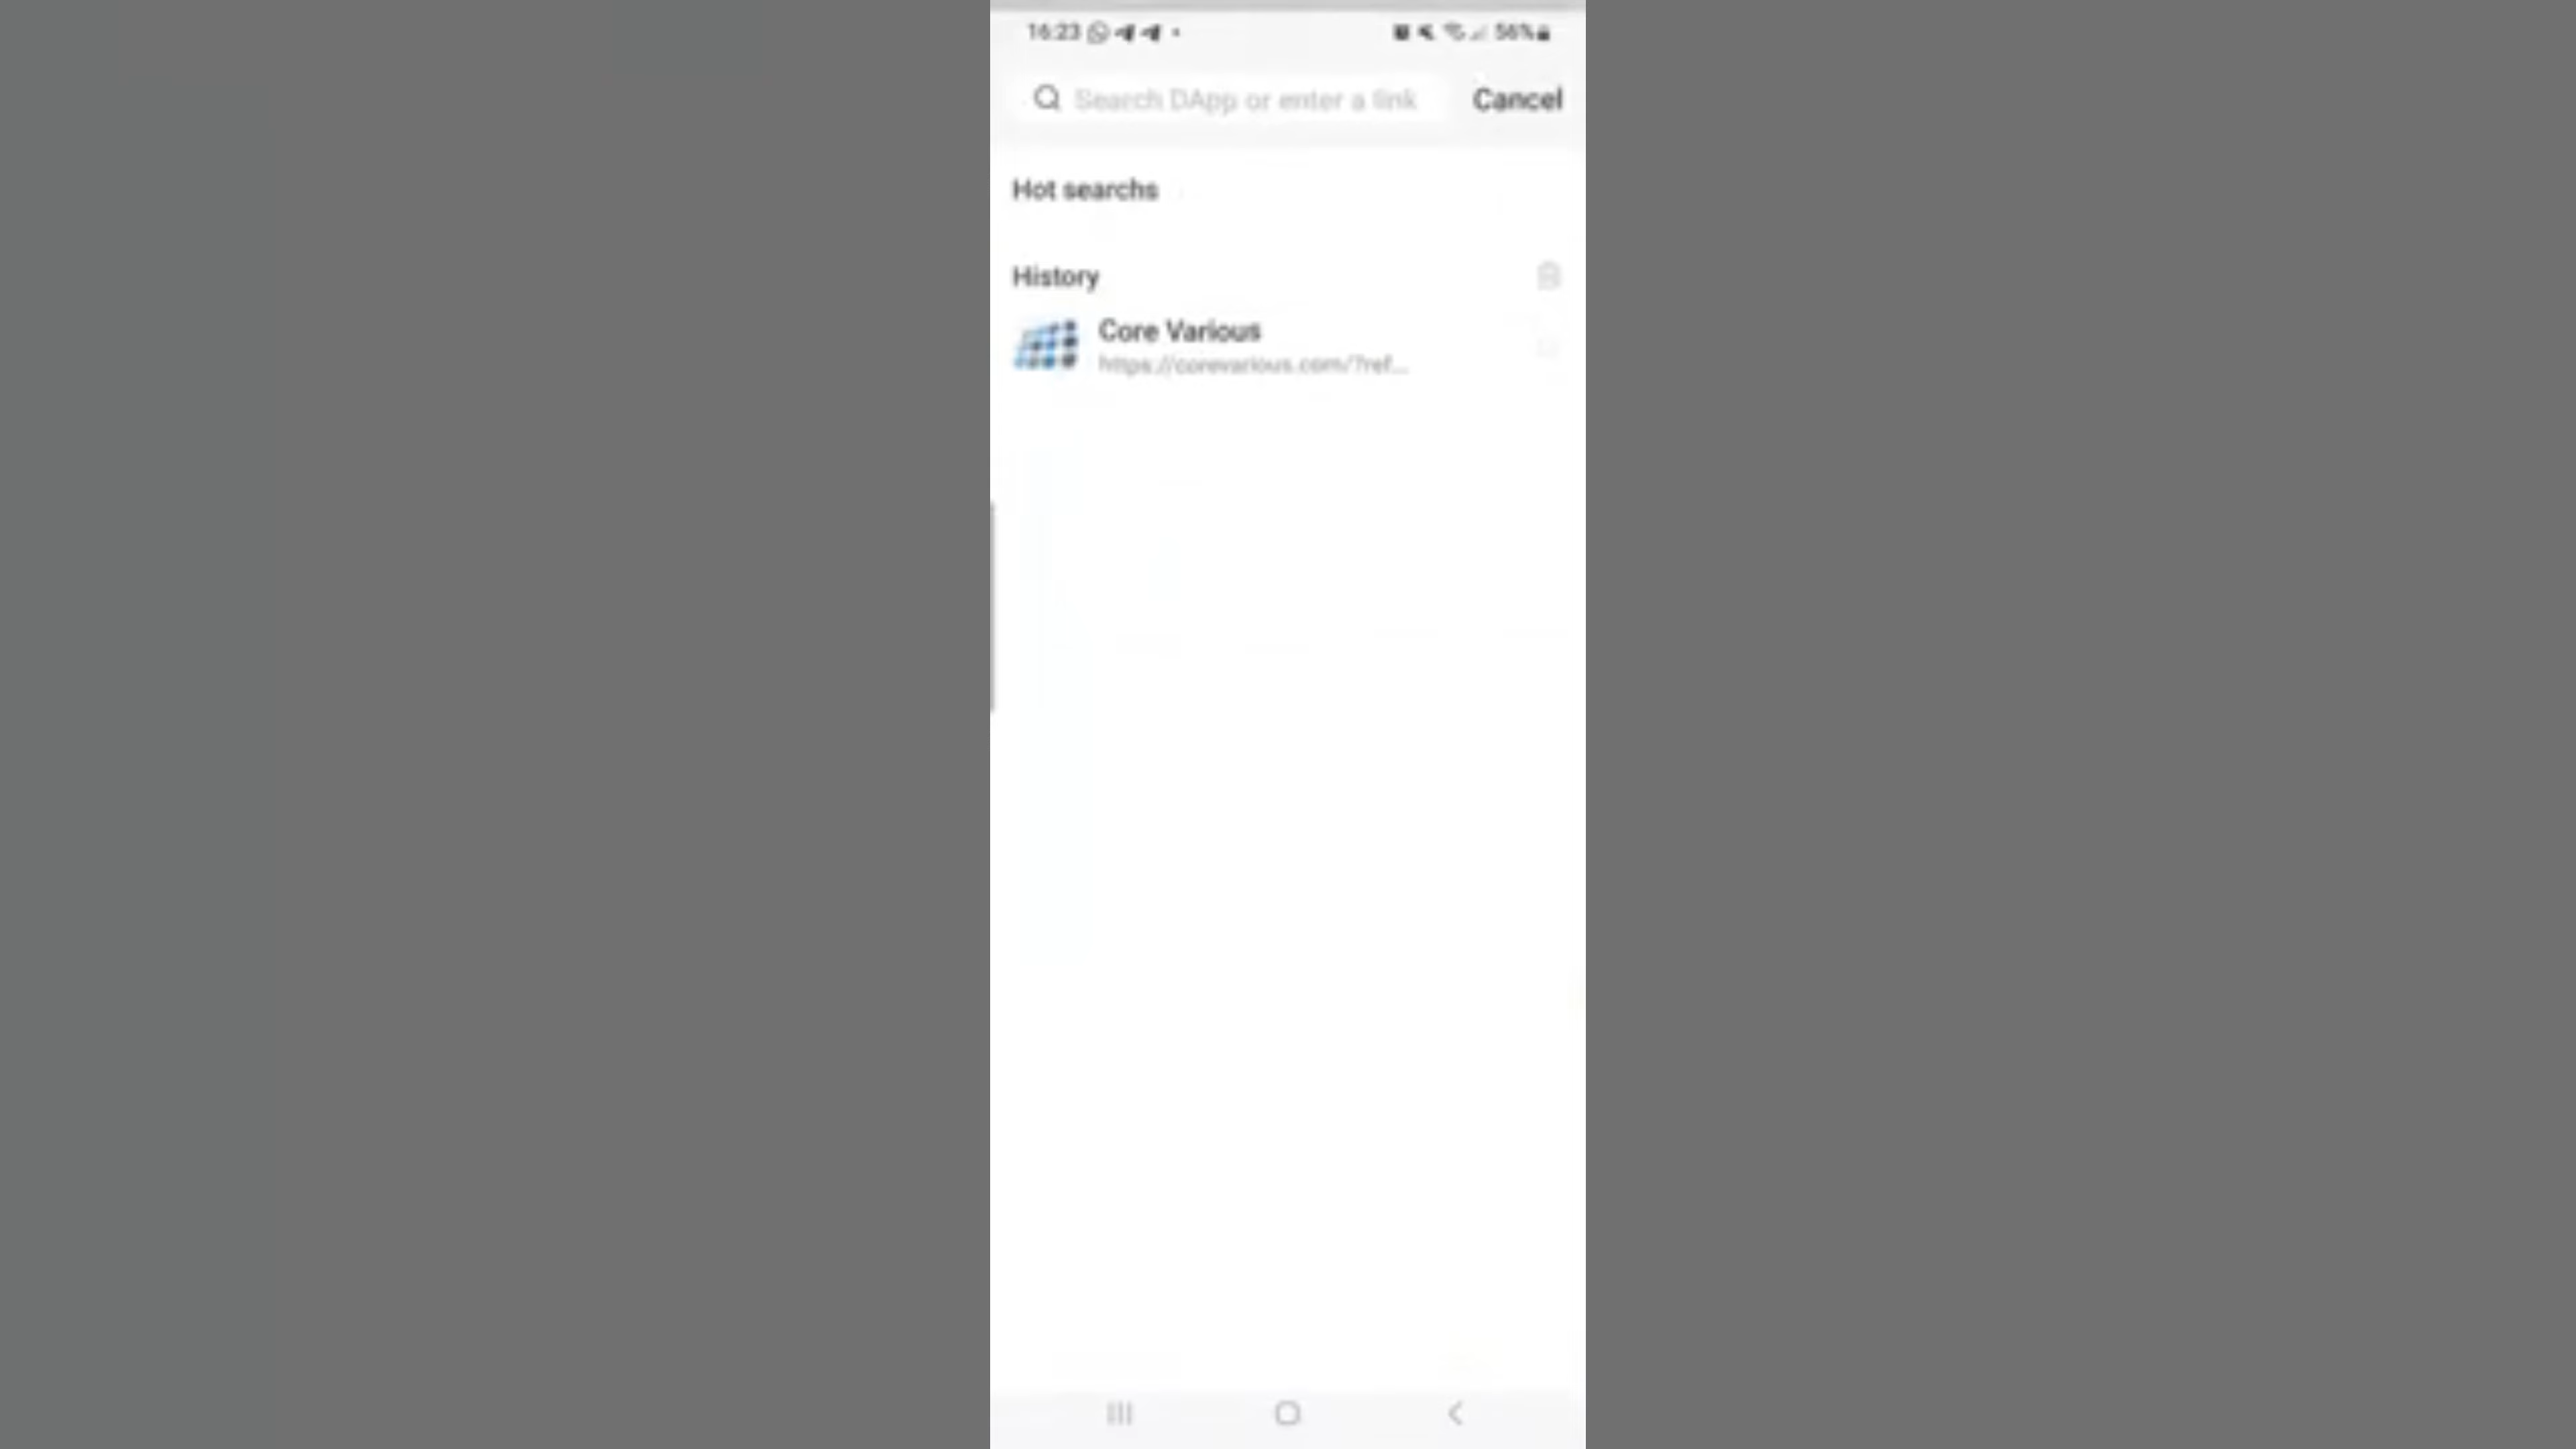 16:23
56%
Search DApp or enter a link
Cancel
Hot searchs
History
Core Various
https://corevarious.com/?ref...